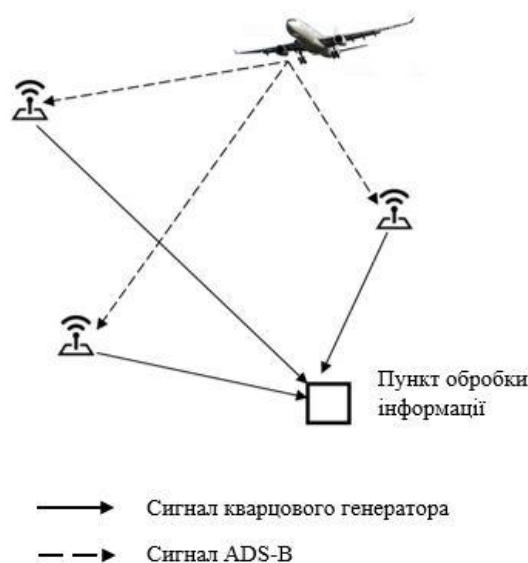 Пункт обробки
інформації
Сигнал кварцового генератора
Сигнал ADS-B